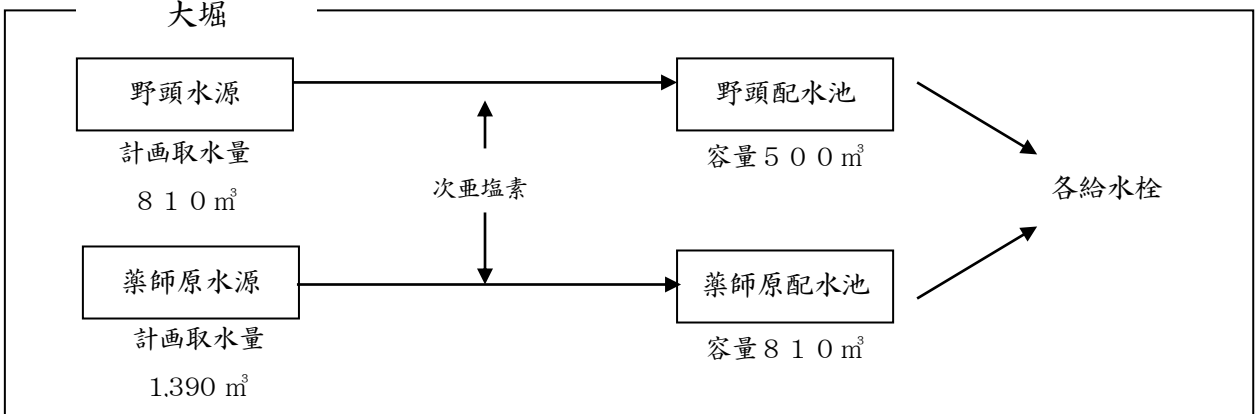 大堀
野頭水源
計画取水量
８１０㎥
次亜塩素
野頭配水池
容量５００㎥
各給水栓
薬師原水源
計画取水量
1,390 ㎥
薬師原配水池
容量８１０㎥